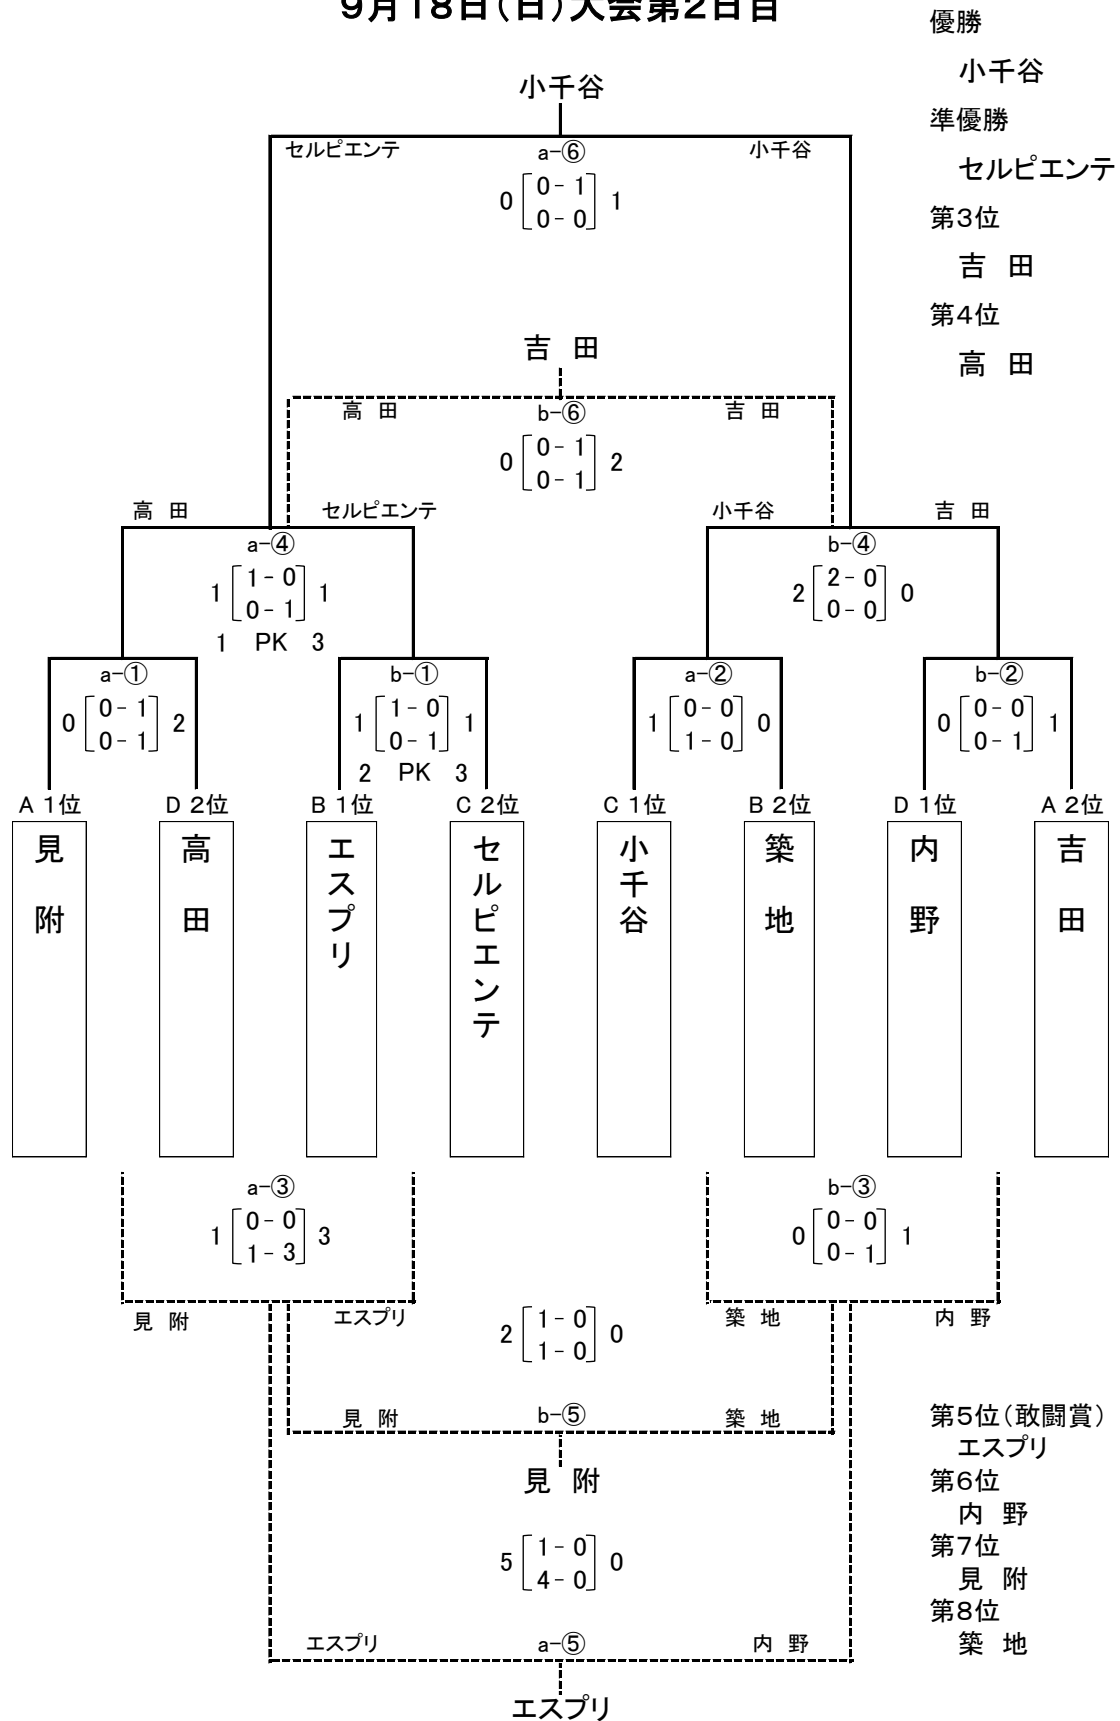 9月18日(日)大会第2日目
優勝
小千谷
準優勝
セルピエンテ
第3位
吉 田
第4位
高 田
小千谷
セルピエンテ a-⑥ 小千谷
0 0- 1 1
0- 0
吉 田
高 田 b-⑥ 吉 田
0 0- 1 2
0- 1
高 田 セルピエンテ 小千谷 吉 田
a-④ b-④
1 1- 0 1 2 2- 0 0
0- 1 0- 0
1 PK 3
a-① b-① a-② b-②
0 0- 1 2 1 1- 0 1 1 0- 0 0 0 0- 0 1
0- 1 0- 1 1- 0 0- 1
2 PK 3
A 1位 D 2位 B 1位 C 2位 C 1位 B 2位 D 1位 A 2位
見 附
高 田
エスプリ
セルピエンテ
小千谷
築 地
内 野
吉 田
a-③ b-③
1 0- 0 3 0 0- 0 1
1- 3 0- 1
見 附 エスプリ 築 地 内 野
2 1- 0 0
1- 0
見 附 b-⑤ 築 地
見 附
5 1- 0 0
4- 0
エスプリ a-⑤ 内 野
エスプリ
第5位(敢闘賞)
エスプリ
第6位
内 野
第7位
見 附
第8位
築 地